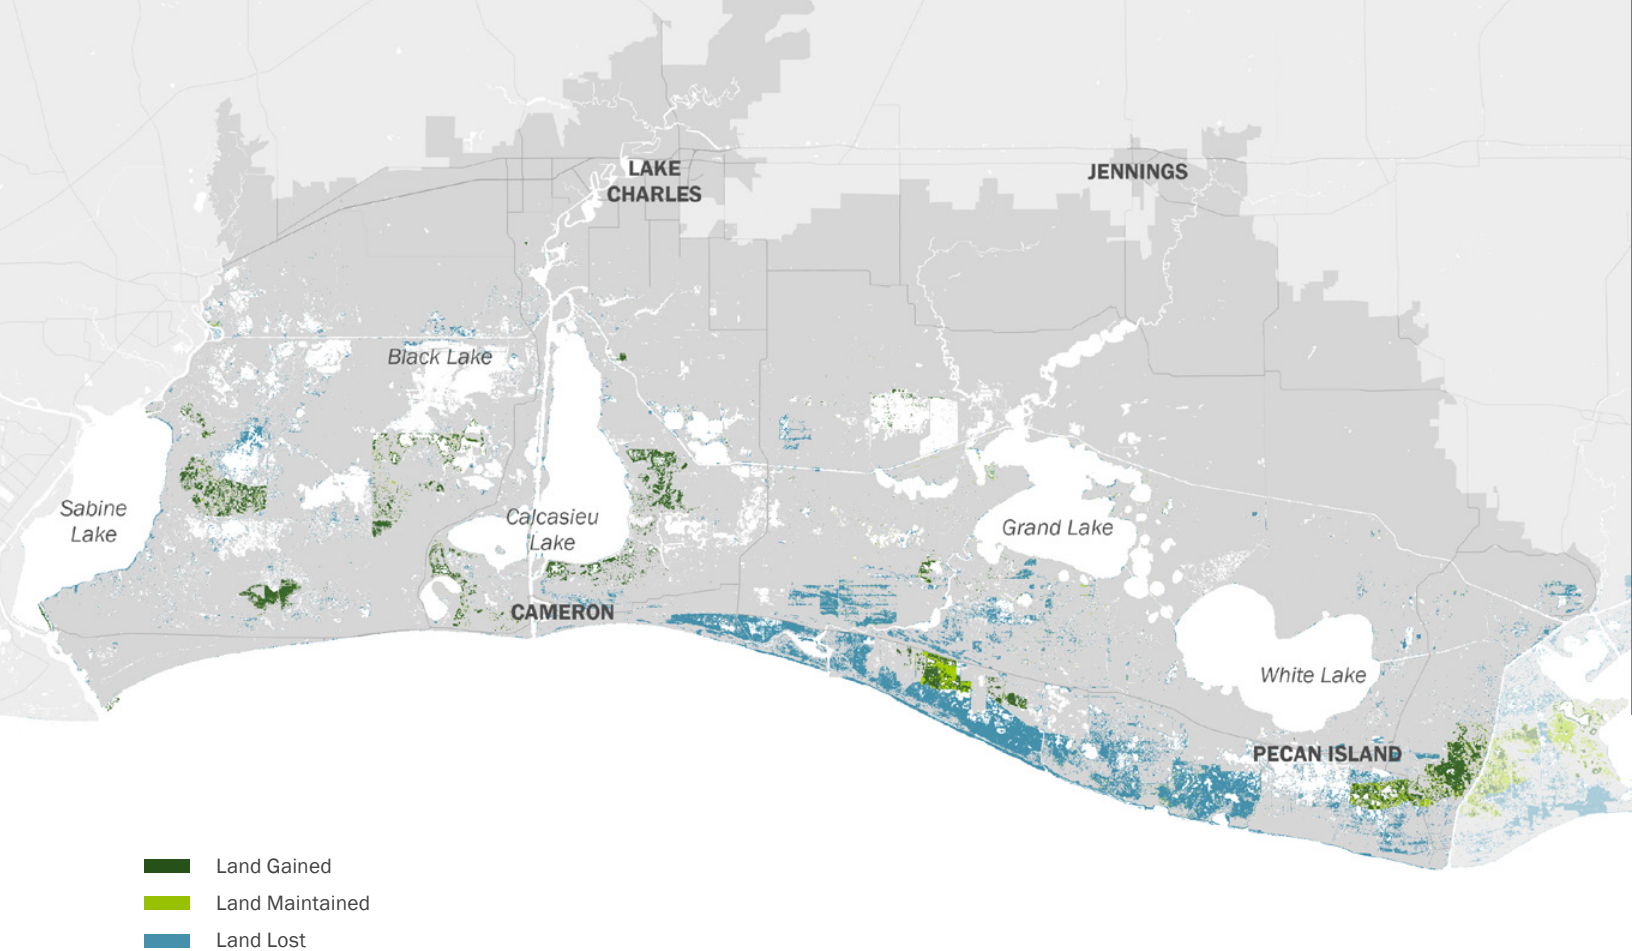 LAKE
CHARLES
JENNINGS
Black Lake
Sabine
Lake
Calcasieu
Lake
Grand Lake
CAMERON
White Lake
PECAN ISLAND
Land Gained
Land Maintained
Land Lost